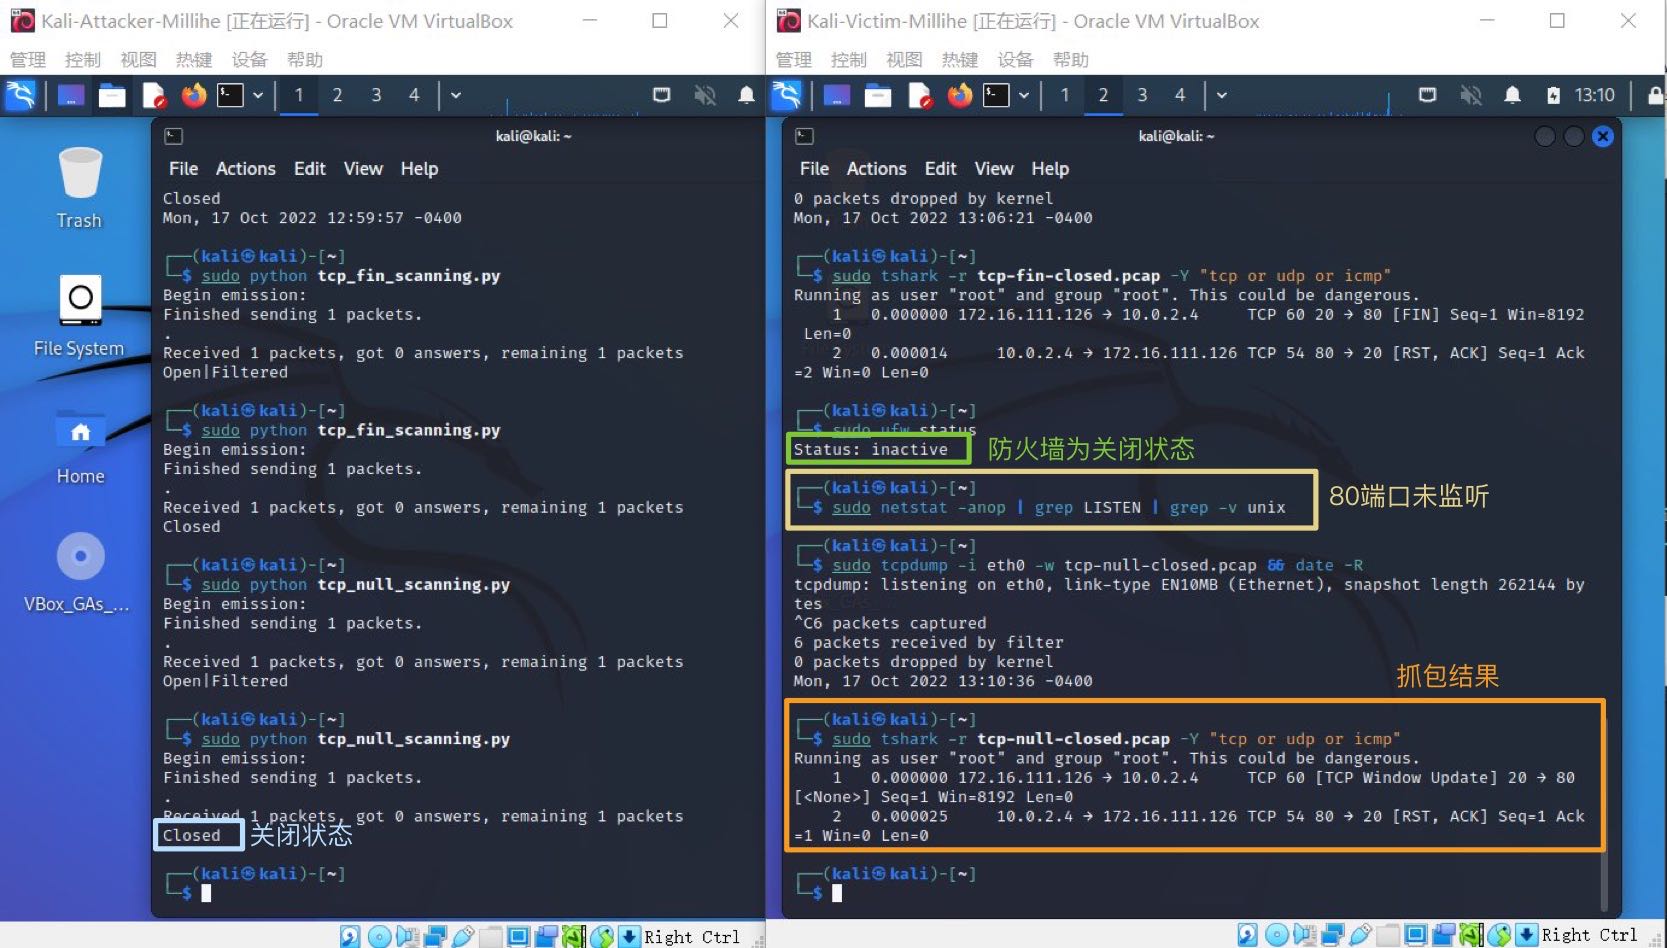 Kali-Attacker-Millihe [正在运行] - Oracle VM VirtualBox
管理 控制 视图 热键 设备 帮助
1 2 3 4
Trash
File System
Home
VBox_GAs_...
kali@kali: ~
File Actions Edit View Help
Closed
Mon, 17 Oct 2022 12:59:57 -0400
┌──(kali㉿kali)-[~]
└─$ sudo python tcp_fin_scanning.py
Begin emission:
Finished sending 1 packets.
.
Received 1 packets, got 0 answers, remaining 1 packets
Open|Filtered
┌──(kali㉿kali)-[~]
└─$ sudo python tcp_fin_scanning.py
Begin emission:
Finished sending 1 packets.
.
Received 1 packets, got 0 answers, remaining 1 packets
Closed
┌──(kali㉿kali)-[~]
└─$ sudo python tcp_null_scanning.py
Begin emission:
Finished sending 1 packets.
.
Received 1 packets, got 0 answers, remaining 1 packets
Open|Filtered
┌──(kali㉿kali)-[~]
└─$ sudo python tcp_null_scanning.py
Begin emission:
Finished sending 1 packets.
.
Received 1 packets, got 0 answers, remaining 1 packets
Closed 关闭状态
┌──(kali㉿kali)-[~]
└─$
Right Ctrl
Kali-Victim-Millihe [正在运行] - Oracle VM VirtualBox
管理 控制 视图 热键 设备 帮助
1 2 3 4 13:10
kali@kali: ~
File Actions Edit View Help
0 packets dropped by kernel
Mon, 17 Oct 2022 13:06:21 -0400
┌──(kali㉿kali)-[~]
└─$ sudo tshark -r tcp-fin-closed.pcap -Y "tcp or udp or icmp"
Running as user "root" and group "root". This could be dangerous.
1 0.000000 172.16.111.126 → 10.0.2.4 TCP 60 20 → 80 [FIN] Seq=1 Win=8192
Len=0
2 0.000014 10.0.2.4 → 172.16.111.126 TCP 54 80 → 20 [RST, ACK] Seq=1 Ack
=2 Win=0 Len=0
┌──(kali㉿kali)-[~]
└─$ sudo ufw status
Status: inactive 防火墙为关闭状态
┌──(kali㉿kali)-[~]
└─$ sudo netstat -anop | grep LISTEN | grep -v unix
80端口未监听
┌──(kali㉿kali)-[~]
└─$ sudo tcpdump -i eth0 -w tcp-null-closed.pcap && date -R
tcpdump: listening on eth0, link-type EN10MB (Ethernet), snapshot length 262144 by
tes
^C6 packets captured
6 packets received by filter
0 packets dropped by kernel
Mon, 17 Oct 2022 13:10:36 -0400
抓包结果
┌──(kali㉿kali)-[~]
└─$ sudo tshark -r tcp-null-closed.pcap -Y "tcp or udp or icmp"
Running as user "root" and group "root". This could be dangerous.
1 0.000000 172.16.111.126 → 10.0.2.4 TCP 60 [TCP Window Update] 20 → 80
[<None>] Seq=1 Win=8192 Len=0
2 0.000025 10.0.2.4 → 172.16.111.126 TCP 54 80 → 20 [RST, ACK] Seq=1 Ack
=1 Win=0 Len=0
┌──(kali㉿kali)-[~]
└─$
Right Ctrl